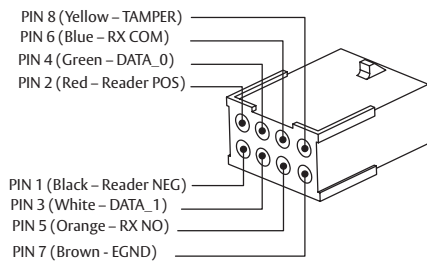 PIN 8 (Yellow – TAMPER)
PIN 6 (Blue – RX COM)
PIN 4 (Green – DATA_0)
PIN 2 (Red – Reader POS)
PIN 1 (Black – Reader NEG)
PIN 3 (White – DATA_1)
PIN 5 (Orange – RX NO)
PIN 7 (Brown - EGND)